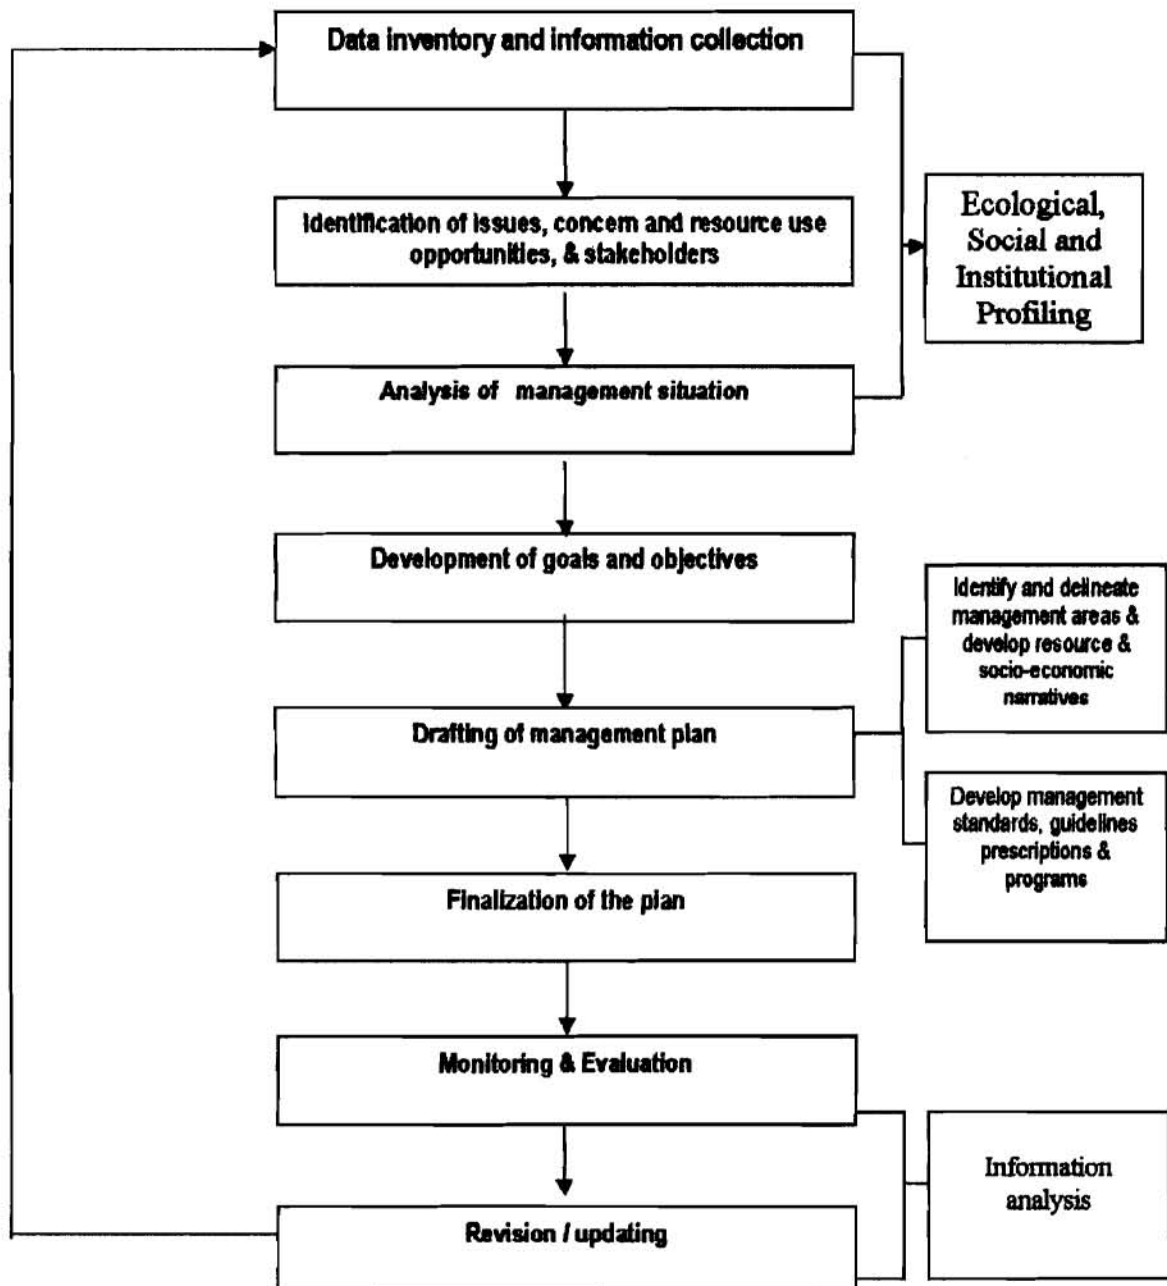 Data inventory and information collection
Identification of issues, concern and resource use
opportunities, & stakeholders
Ecological,
Social and
Institutional
Profiling
Analysis of management situation
Development of goals and objectives
Identify and delineate
management areas &
develop resource &
socio-economic
narratives
Drafting of management plan
Develop management
standards, guidelines
prescriptions &
programs
Finalization of the plan
Monitoring & Evaluation
Information
analysis
Revision / updating